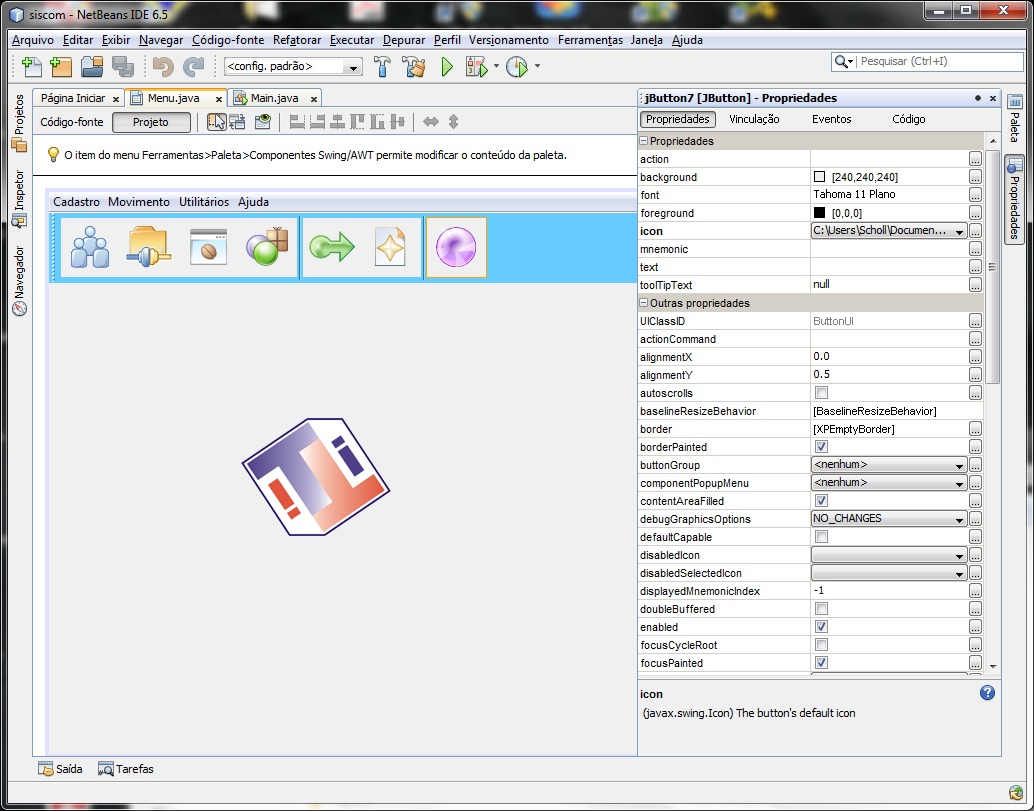 siscom - NetBeans IDE 6.5
Arquivo Editar Exibir Navegar Código-fonte Refatorar Executar Depurar Perfil Versionamento Ferramentas Janela Ajuda
<config. padrão>
Pesquisar (Ctrl+I)
Página Iniciar x Menu.java x Main.java x
Código-fonte Projeto
O item do menu Ferramentas>Paleta>Componentes Swing/AWT permite modificar o conteúdo da paleta.
Projetos
Inspetor
Navegador
Cadastro Movimento Utilitários Ajuda
jButton7 [JButton] - Propriedades
Propriedades Vinculação Eventos Código
Propriedades
action ...
background [240,240,240] ...
font Tahoma 11 Plano ...
foreground [0,0,0] ...
icon C:\Users\Scholl\Documen... ...
mnemonic ...
text ...
toolTipText null ...
Outras propriedades
UIClassID ButtonUI ...
actionCommand ...
alignmentX 0.0 ...
alignmentY 0.5 ...
autoscrolls ...
baselineResizeBehavior [BaselineResizeBehavior]
border [XPEmptyBorder] ...
borderPainted ...
buttonGroup <nenhum> ...
componentPopupMenu <nenhum> ...
contentAreaFilled ...
debugGraphicsOptions NO_CHANGES ...
defaultCapable ...
disabledIcon ...
disabledSelectedIcon ...
displayedMnemonicIndex -1 ...
doubleBuffered ...
enabled ...
focusCycleRoot ...
focusPainted ...
icon
(javax.swing.Icon) The button's default icon
Paleta
Propriedades
Saída Tarefas